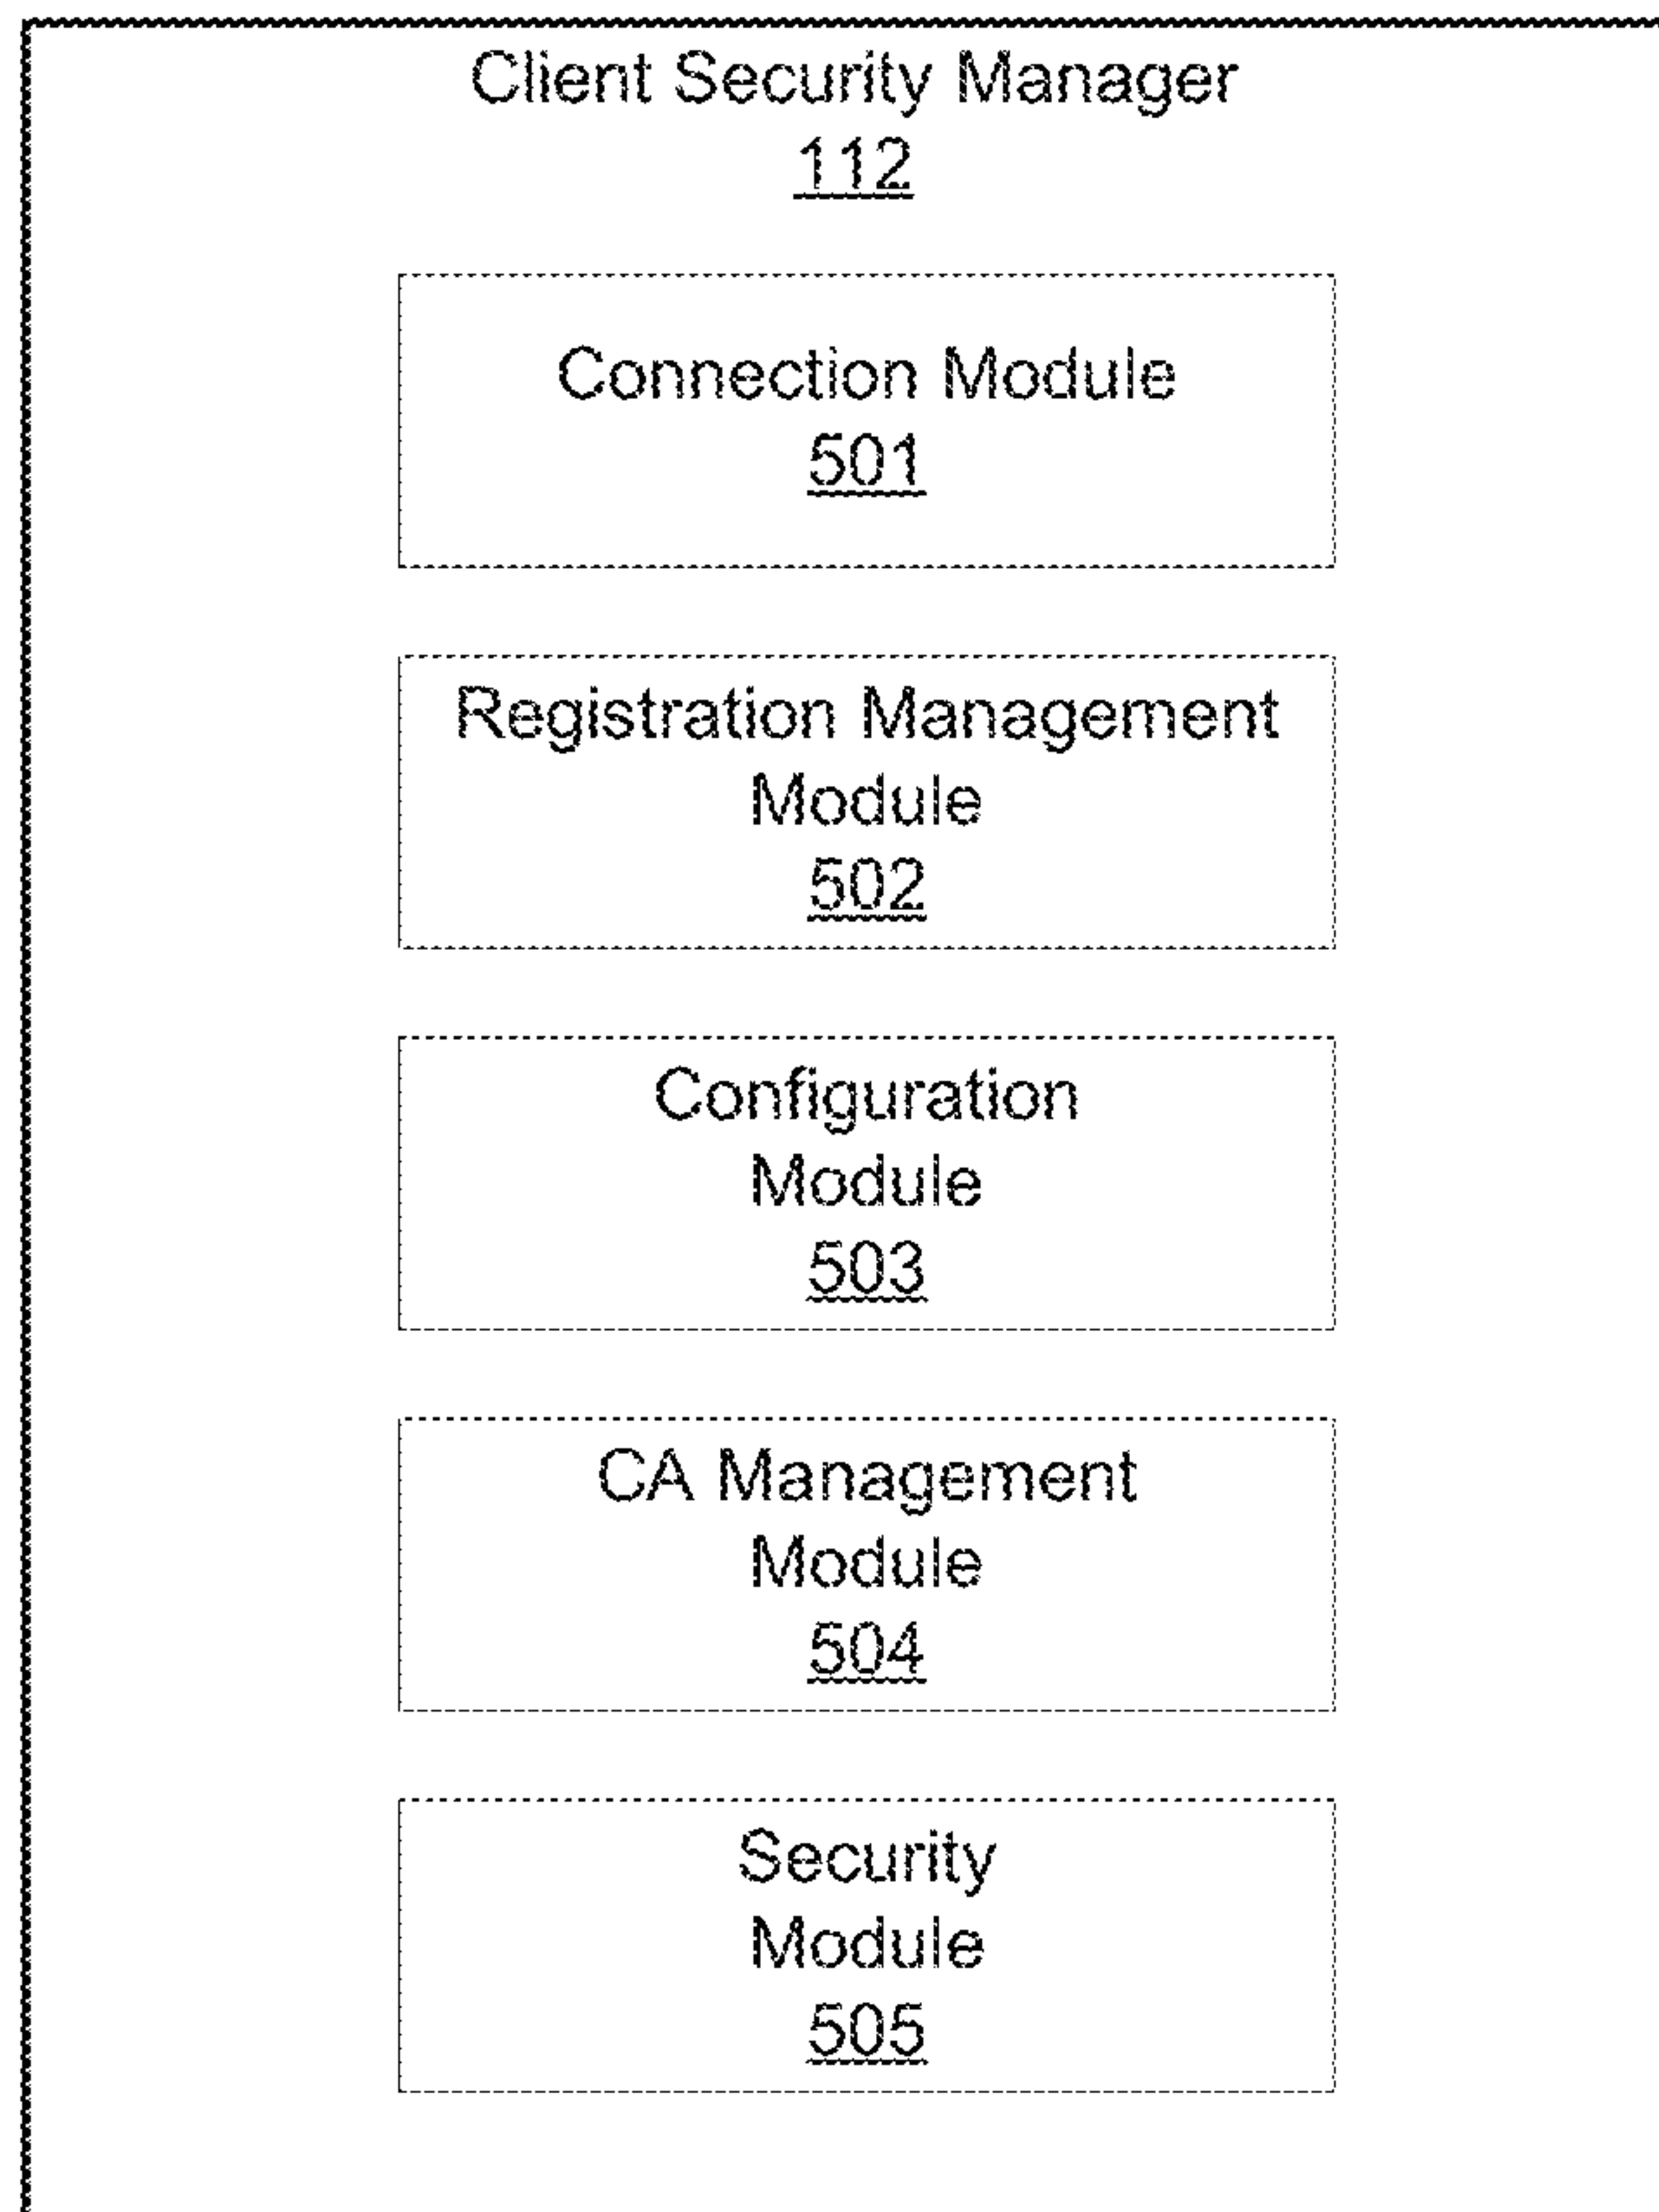 Client Security Manager
112
Connection Module
501
Registration Management
Module
502
Configuration
Module
503
CA Management
Module
504
Security
Module
505